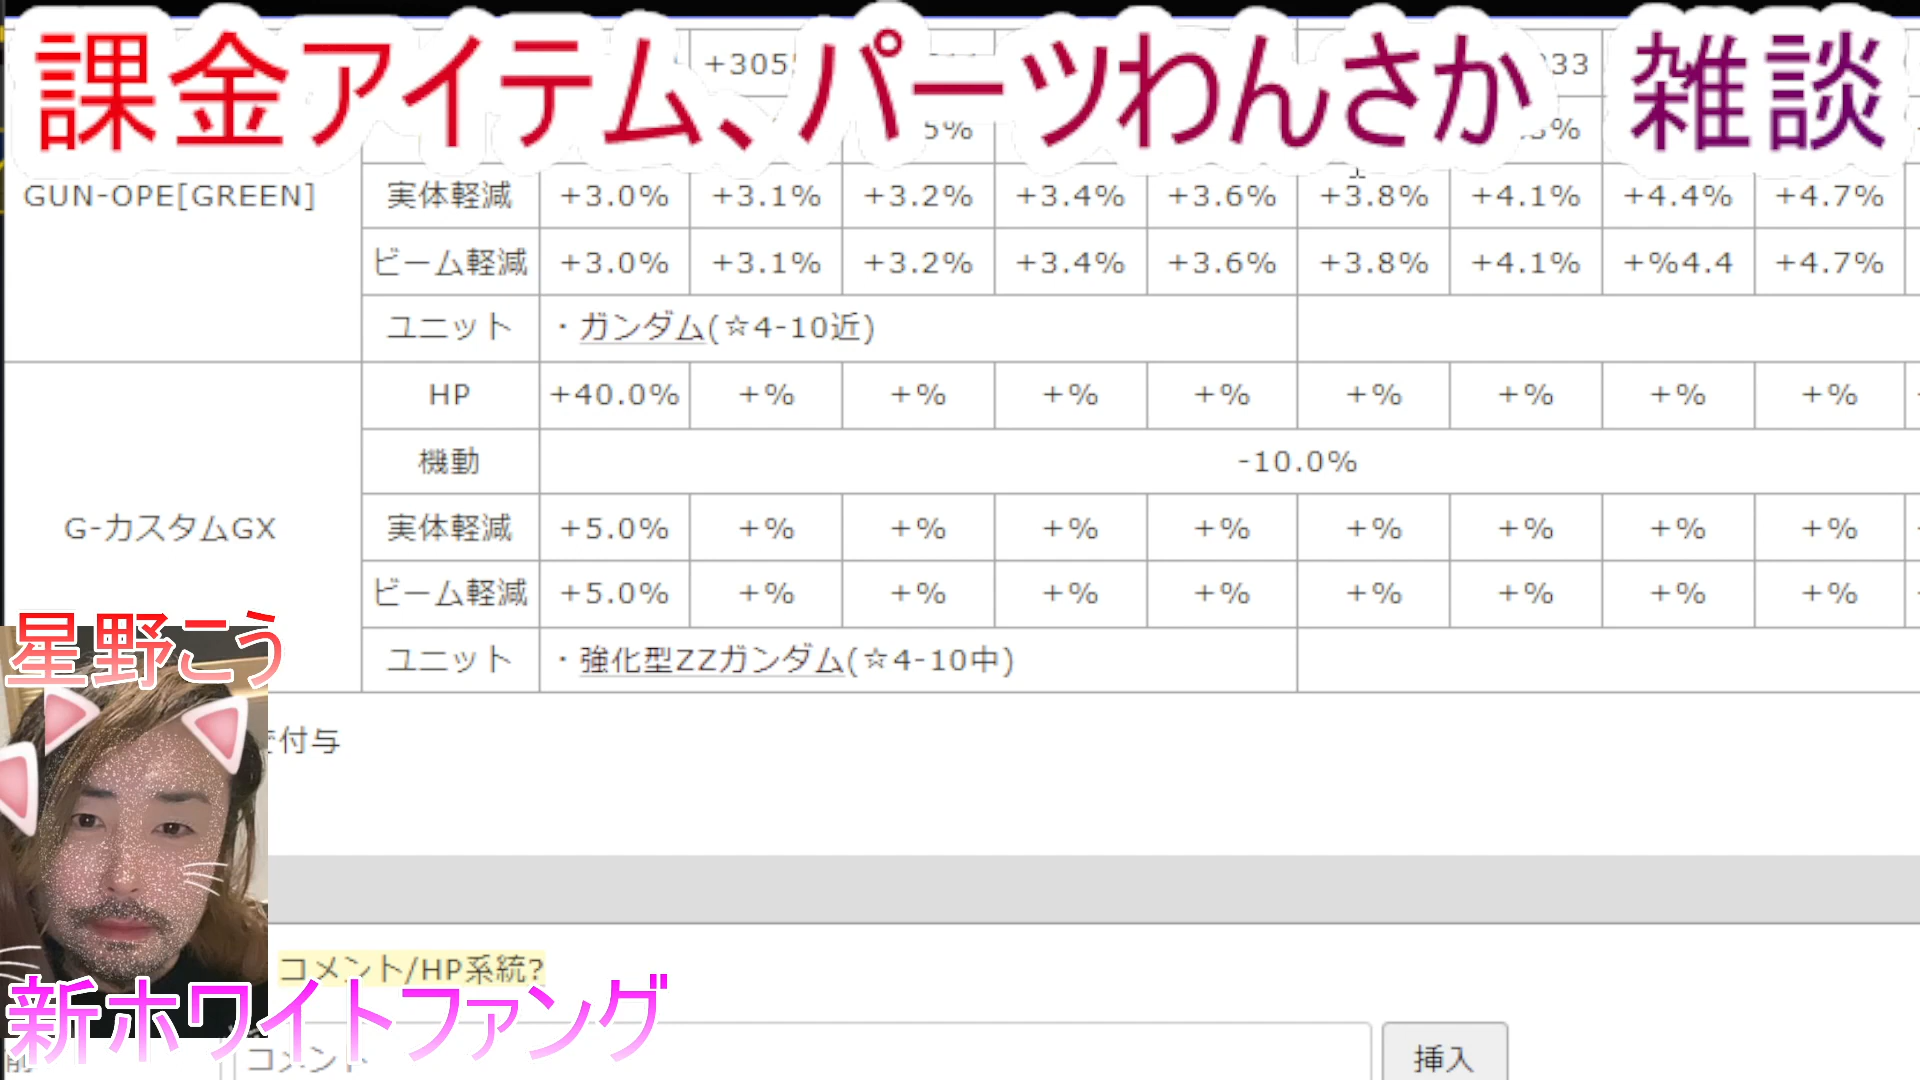 課金アイテム、パーツわんさか 雑談
GUN-OPE[GREEN]
実体軽減 +3.0% +3.1% +3.2% +3.4% +3.6% +3.8% +4.1% +4.4% +4.7%
ビーム軽減 +3.0% +3.1% +3.2% +3.4% +3.6% +3.8% +4.1% +%4.4 +4.7%
ユニット ・ガンダム(☆4-10近)
G-カスタムGX
HP +40.0% +% +% +% +% +% +% +% +%
機動 -10.0%
実体軽減 +5.0% +% +% +% +% +% +% +% +%
ビーム軽減 +5.0% +% +% +% +% +% +% +% +%
ユニット ・強化型ZZガンダム(☆4-10中)
星野こう
付与
コメント/HP系統?
新ホワイトファング
コメント
挿入